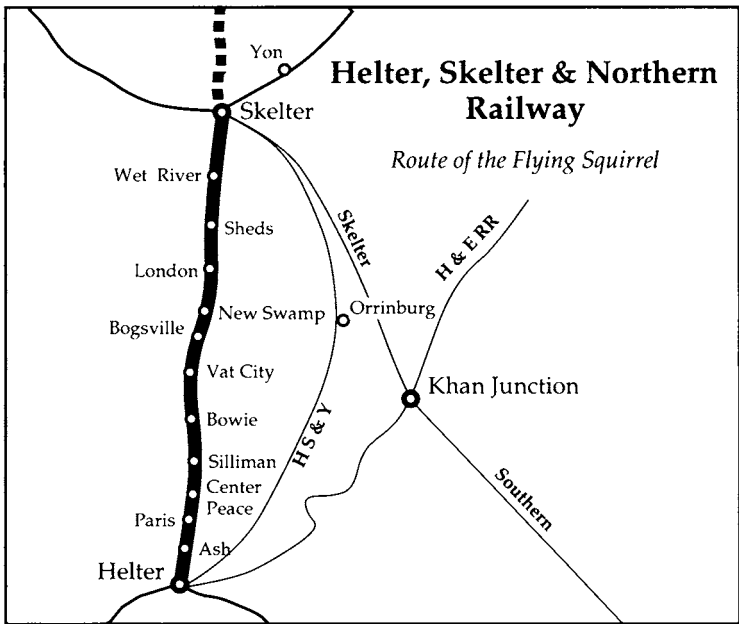 Yon
Helter, Skelter & Northern
Railway
Skelter
Route of the Flying Squirrel
Wet River
Sheds
Skelter
H & E RR
London
New Swamp
Orrinburg
Bogsville
Vat City
Khan Junction
Bowie
H S & Y
Silliman
Center
Peace
Southern
Paris
Ash
Helter